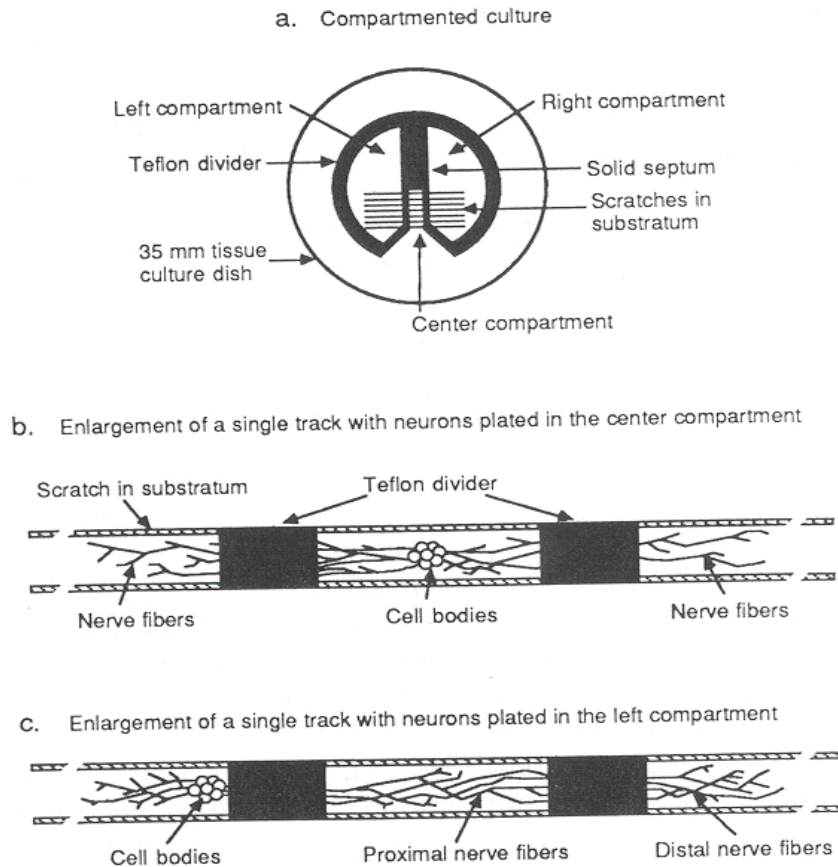 a. Compartmented culture
Left compartment
Right compartment
Teflon divider
Solid septum
Scratches in
substratum
35 mm tissue
culture dish
Center compartment
b. Enlargement of a single track with neurons plated in the center compartment
Scratch in substratum
Teflon divider
Nerve fibers
Cell bodies
Nerve fibers
c. Enlargement of a single track with neurons plated in the left compartment
Cell bodies
Proximal nerve fibers
Distal nerve fibers